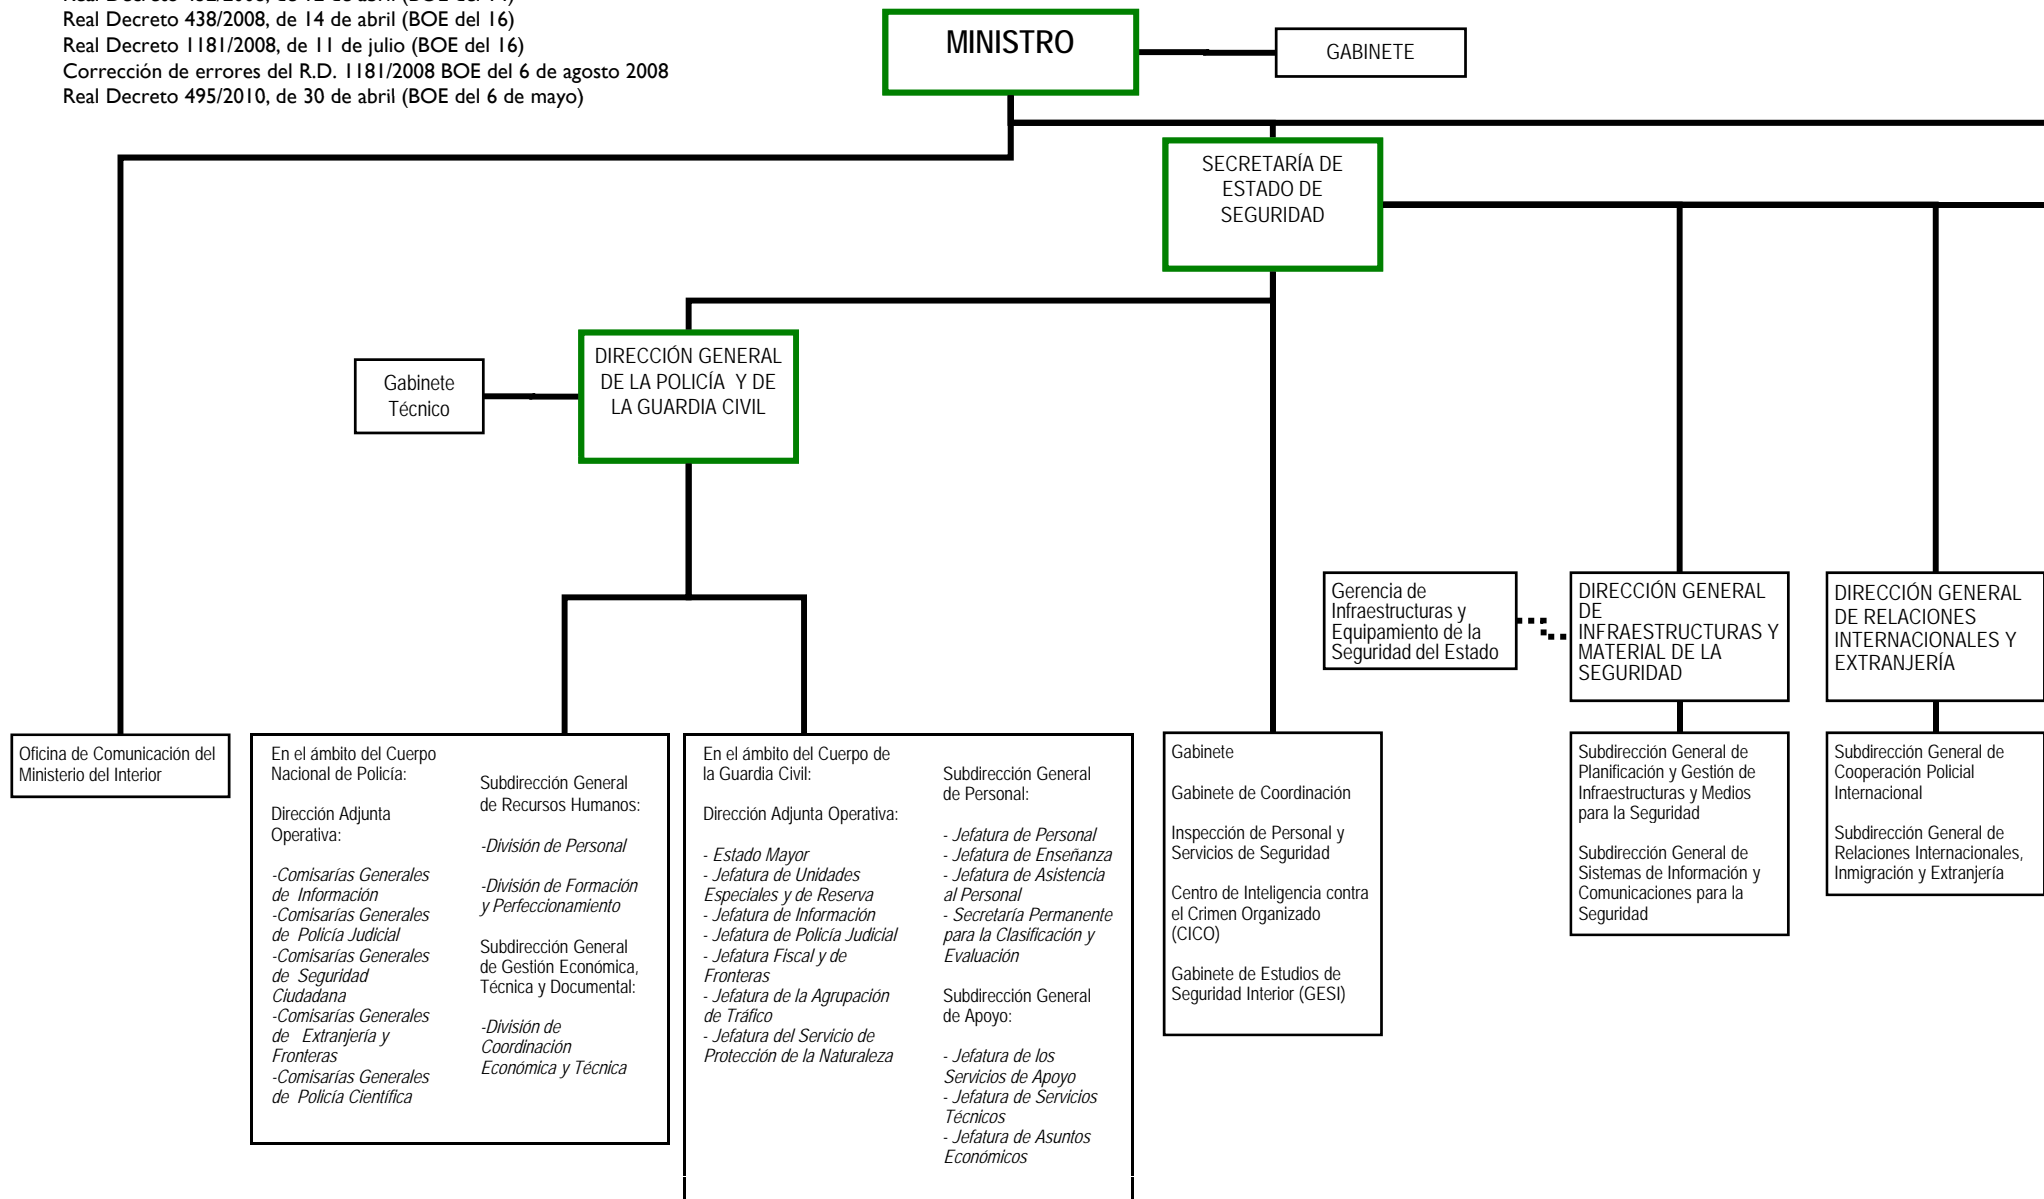 Real Decreto 438/2008, de 14 de abril (BOE del 16)
Real Decreto 1181/2008, de 11 de julio (BOE del 16)
Corrección de errores del R.D. 1181/2008 BOE del 6 de agosto 2008
Real Decreto 495/2010, de 30 de abril (BOE del 6 de mayo)
MINISTRO
GABINETE
SECRETARÍA DE
ESTADO DE
SEGURIDAD
DIRECCIÓN GENERAL
DE LA POLICÍA Y DE
LA GUARDIA CIVIL
Gabinete
Técnico
Gerencia de
Infraestructuras y
Equipamiento de la
Seguridad del Estado
DIRECCIÓN GENERAL
DE
INFRAESTRUCTURAS Y
MATERIAL DE LA
SEGURIDAD
DIRECCIÓN GENERAL
DE RELACIONES
INTERNACIONALES Y
EXTRANJERÍA
Oficina de Comunicación del
Ministerio del Interior
En el ámbito del Cuerpo
Nacional de Policía:
Dirección Adjunta
Operativa:
-Comisarías Generales
de Información
-Comisarías Generales
de Policía Judicial
-Comisarías Generales
de Seguridad
Ciudadana
-Comisarías Generales
de Extranjería y
Fronteras
-Comisarías Generales
de Policía Científica
Subdirección General
de Recursos Humanos:
-División de Personal
-División de Formación
y Perfeccionamiento
Subdirección General
de Gestión Económica,
Técnica y Documental:
-División de
Coordinación
Económica y Técnica
En el ámbito del Cuerpo de
la Guardia Civil:
Dirección Adjunta Operativa:
- Estado Mayor
- Jefatura de Unidades
Especiales y de Reserva
- Jefatura de Información
- Jefatura de Policía Judicial
- Jefatura Fiscal y de
Fronteras
- Jefatura de la Agrupación
de Tráfico
- Jefatura del Servicio de
Protección de la Naturaleza
Subdirección General
de Personal:
- Jefatura de Personal
- Jefatura de Enseñanza
- Jefatura de Asistencia
al Personal
- Secretaría Permanente
para la Clasificación y
Evaluación
Subdirección General
de Apoyo:
- Jefatura de los
Servicios de Apoyo
- Jefatura de Servicios
Técnicos
- Jefatura de Asuntos
Económicos
Gabinete
Gabinete de Coordinación
Inspección de Personal y
Servicios de Seguridad
Centro de Inteligencia contra
el Crimen Organizado
(CICO)
Gabinete de Estudios de
Seguridad Interior (GESI)
Subdirección General de
Planificación y Gestión de
Infraestructuras y Medios
para la Seguridad
Subdirección General de
Sistemas de Información y
Comunicaciones para la
Seguridad
Subdirección General de
Cooperación Policial
Internacional
Subdirección General de
Relaciones Internacionales,
Inmigración y Extranjería